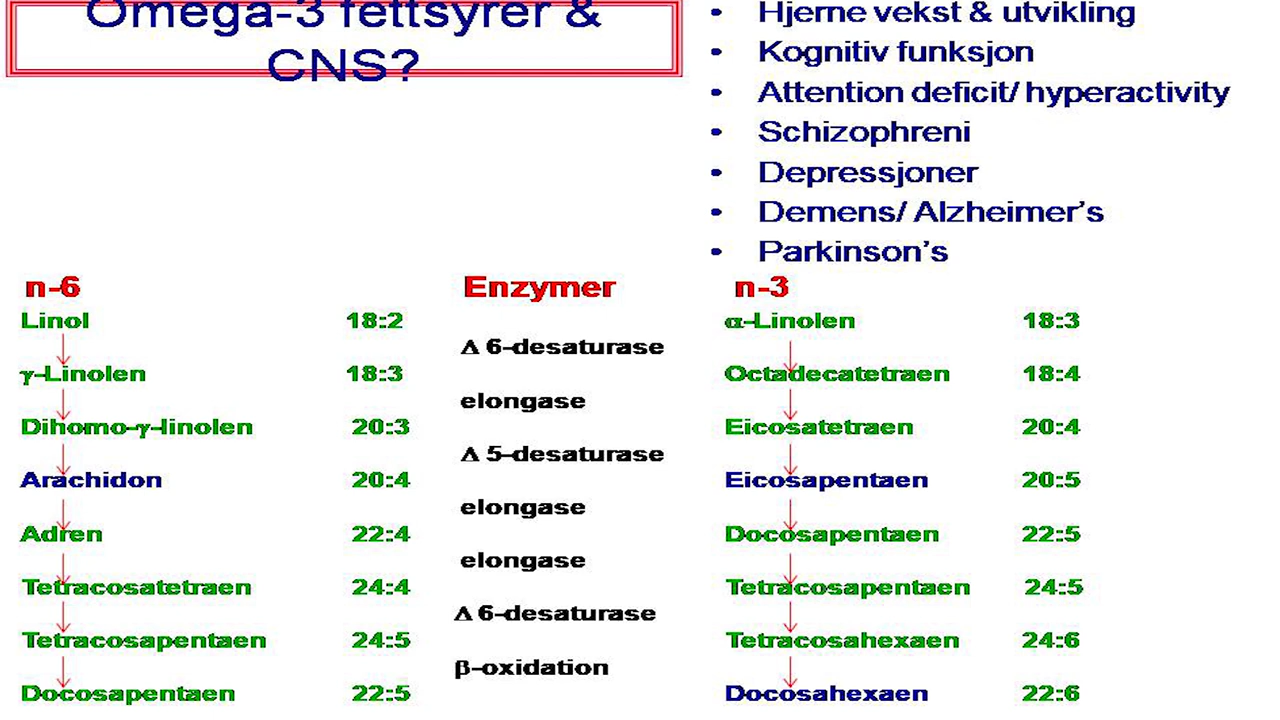 Omega-3 fettsyrer &
CNS?
• Hjerne vekst & utvikling
• Kognitiv funksjon
• Attention deficit/ hyperactivity
• Schizophreni
• Depressjoner
• Demens/ Alzheimer's
• Parkinson's
n-6 Enzymer n-3
Linol 18:2 α-Linolen 18:3
Δ 6-desaturase
γ-Linolen 18:3 Octadecatetraen 18:4
elongase
Dihomo-γ-linolen 20:3 Eicosatetraen 20:4
Δ 5-desaturase
Arachidon 20:4 Eicosapentaen 20:5
elongase
Adren 22:4 Docosapentaen 22:5
elongase
Tetracosatetraen 24:4 Tetracosapentaen 24:5
Δ 6-desaturase
Tetracosapentaen 24:5 Tetracosahexaen 24:6
β-oxidation
Docosapentaen 22:5 Docosahexaen 22:6